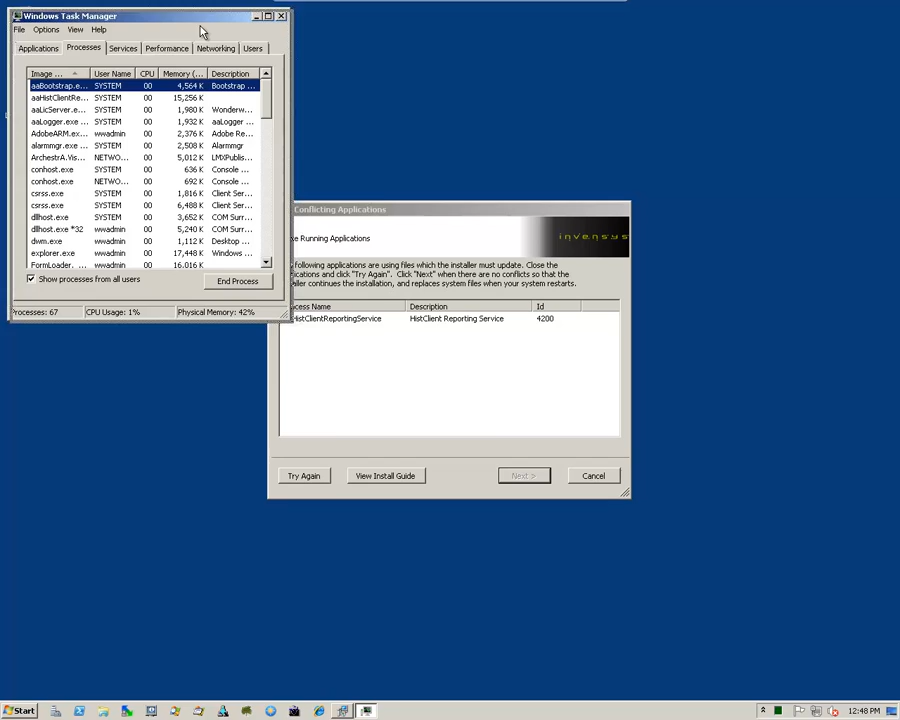 Windows Task Manager
File Options View Help
Applications Processes Services Performance Networking Users
Image ... User Name CPU Memory (... Description
aaBootstrap.e... SYSTEM 00 4,564 K Bootstrap ...
aaHistClientRe... SYSTEM 00 15,256 K
aaLicServer.e... SYSTEM 00 1,980 K Wonderw...
aaLogger.exe ... SYSTEM 00 1,932 K aaLogger ...
AdobeARM.ex... wwadmin 00 2,376 K Adobe Re...
alarmmgr.exe ... SYSTEM 00 2,508 K Alarmmgr
ArchestrA.Vis... NETWO... 00 5,012 K LMXPublis...
conhost.exe SYSTEM 00 636 K Console ...
conhost.exe NETWO... 00 692 K Console ...
csrss.exe SYSTEM 00 1,816 K Client Ser...
csrss.exe SYSTEM 00 6,488 K Client Ser...
dllhost.exe SYSTEM 00 3,652 K COM Surr...
dllhost.exe *32 wwadmin 00 5,240 K COM Surr...
dwm.exe wwadmin 00 1,112 K Desktop ...
explorer.exe wwadmin 00 17,448 K Windows ...
FormLoader. ... wwadmin 00 16,016 K
Show processes from all users
End Process
Processes: 67 CPU Usage: 1% Physical Memory: 42%
Conflicting Applications
Running Applications
invensys
following applications are using files which the installer must update. Close the
and click "Try Again". Click "Next" when there are no conflicts so that the
continues the installation, and replaces system files when your system restarts.
Name Description Id
HistClientReportingService HistClient Reporting Service 4200
Try Again View Install Guide Next > Cancel
Start 12:48 PM